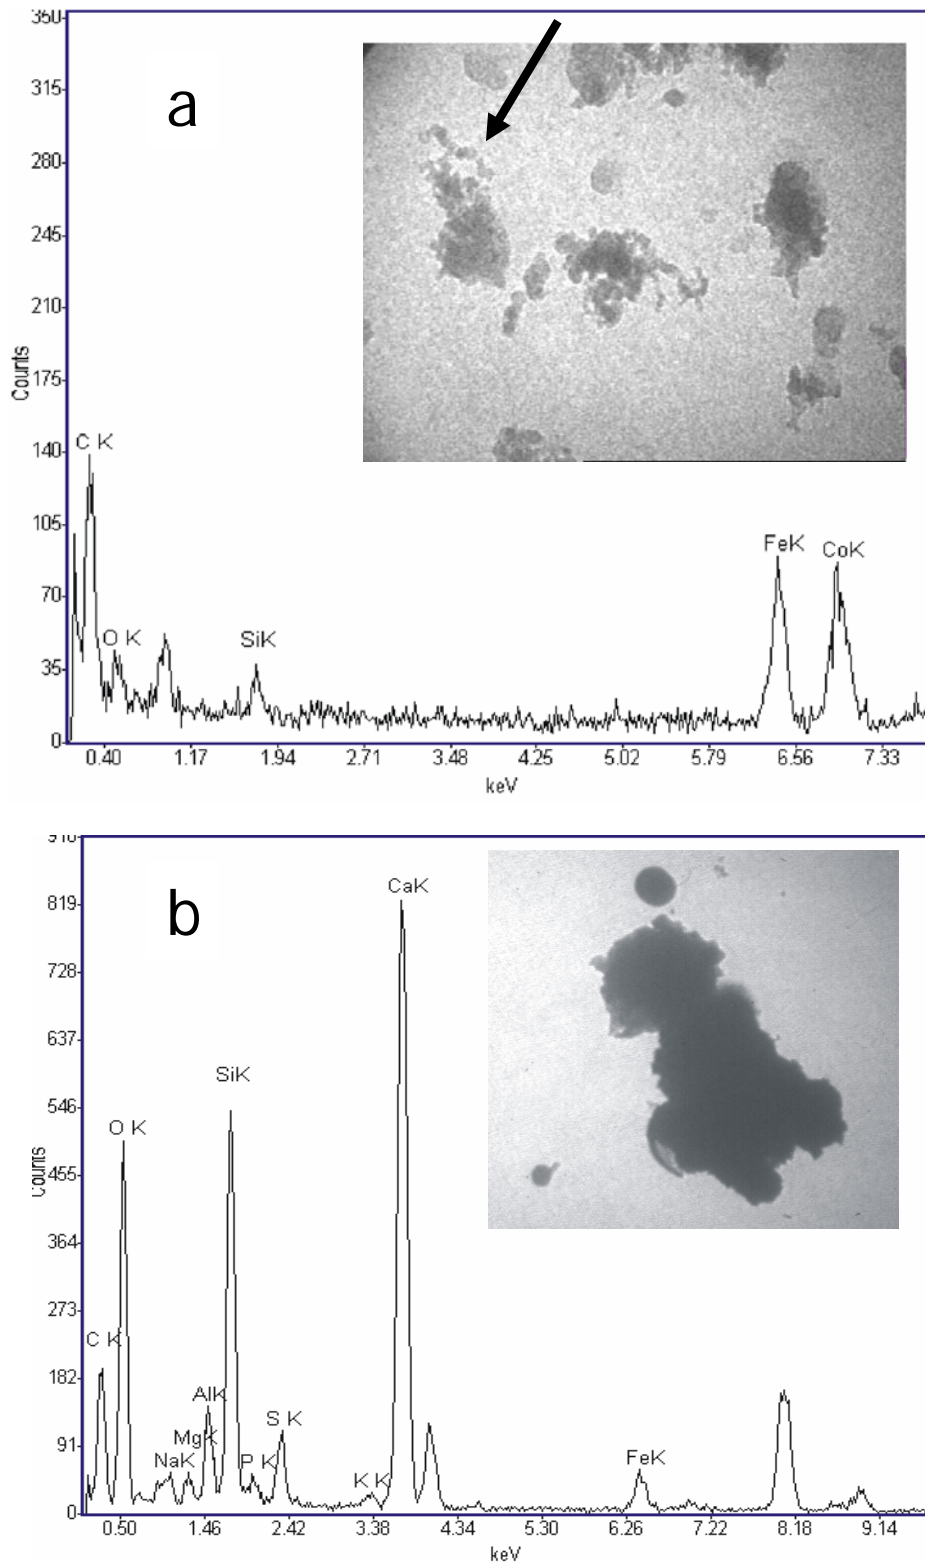 360
315
a
280
245
210
Counts
175
140
C K
105
FeK
CoK
70
O K
SiK
35
0
0.40 1.17 1.94 2.71 3.48 4.25 5.02 5.79 6.56 7.33
keV
910
CaK
819
b
728
637
SiK
546
O K
455
Counts
364
273
C K
182
AlK
S K
91
MgK
P K
FeK
NaK
K K
0
0.50 1.46 2.42 3.38 4.34 5.30 6.26 7.22 8.18 9.14
keV